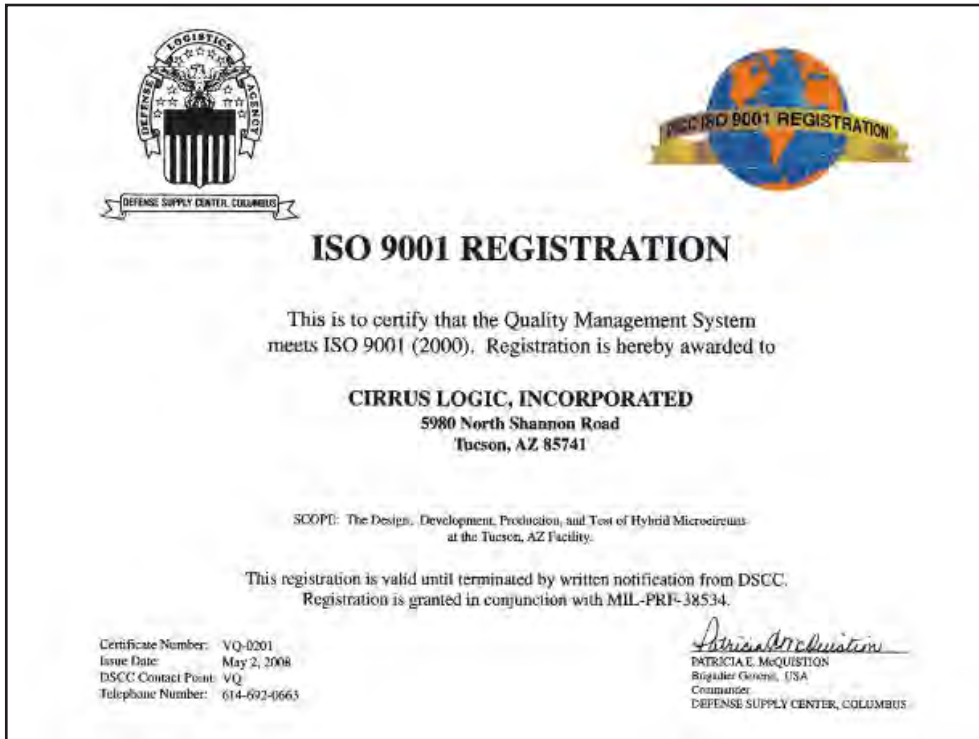 DEFENSE LOGISTICS AGENCY
DEFENSE SUPPLY CENTER, COLUMBUS
DSCC ISO 9001 REGISTRATION
ISO 9001 REGISTRATION
This is to certify that the Quality Management System
meets ISO 9001 (2000). Registration is hereby awarded to
CIRRUS LOGIC, INCORPORATED
5980 North Shannon Road
Tucson, AZ 85741
SCOPE: The Design, Development, Production, and Test of Hybrid Microcircuits
at the Tucson, AZ Facility.
This registration is valid until terminated by written notification from DSCC.
Registration is granted in conjunction with MIL-PRF-38534.
Certificate Number: VQ-0201
Issue Date: May 2, 2008
DSCC Contact Point: VQ
Telephone Number: 614-692-0663
Patricia E McQuistion
PATRICIA E. McQUISTION
Brigadier General, USA
Commander
DEFENSE SUPPLY CENTER, COLUMBUS